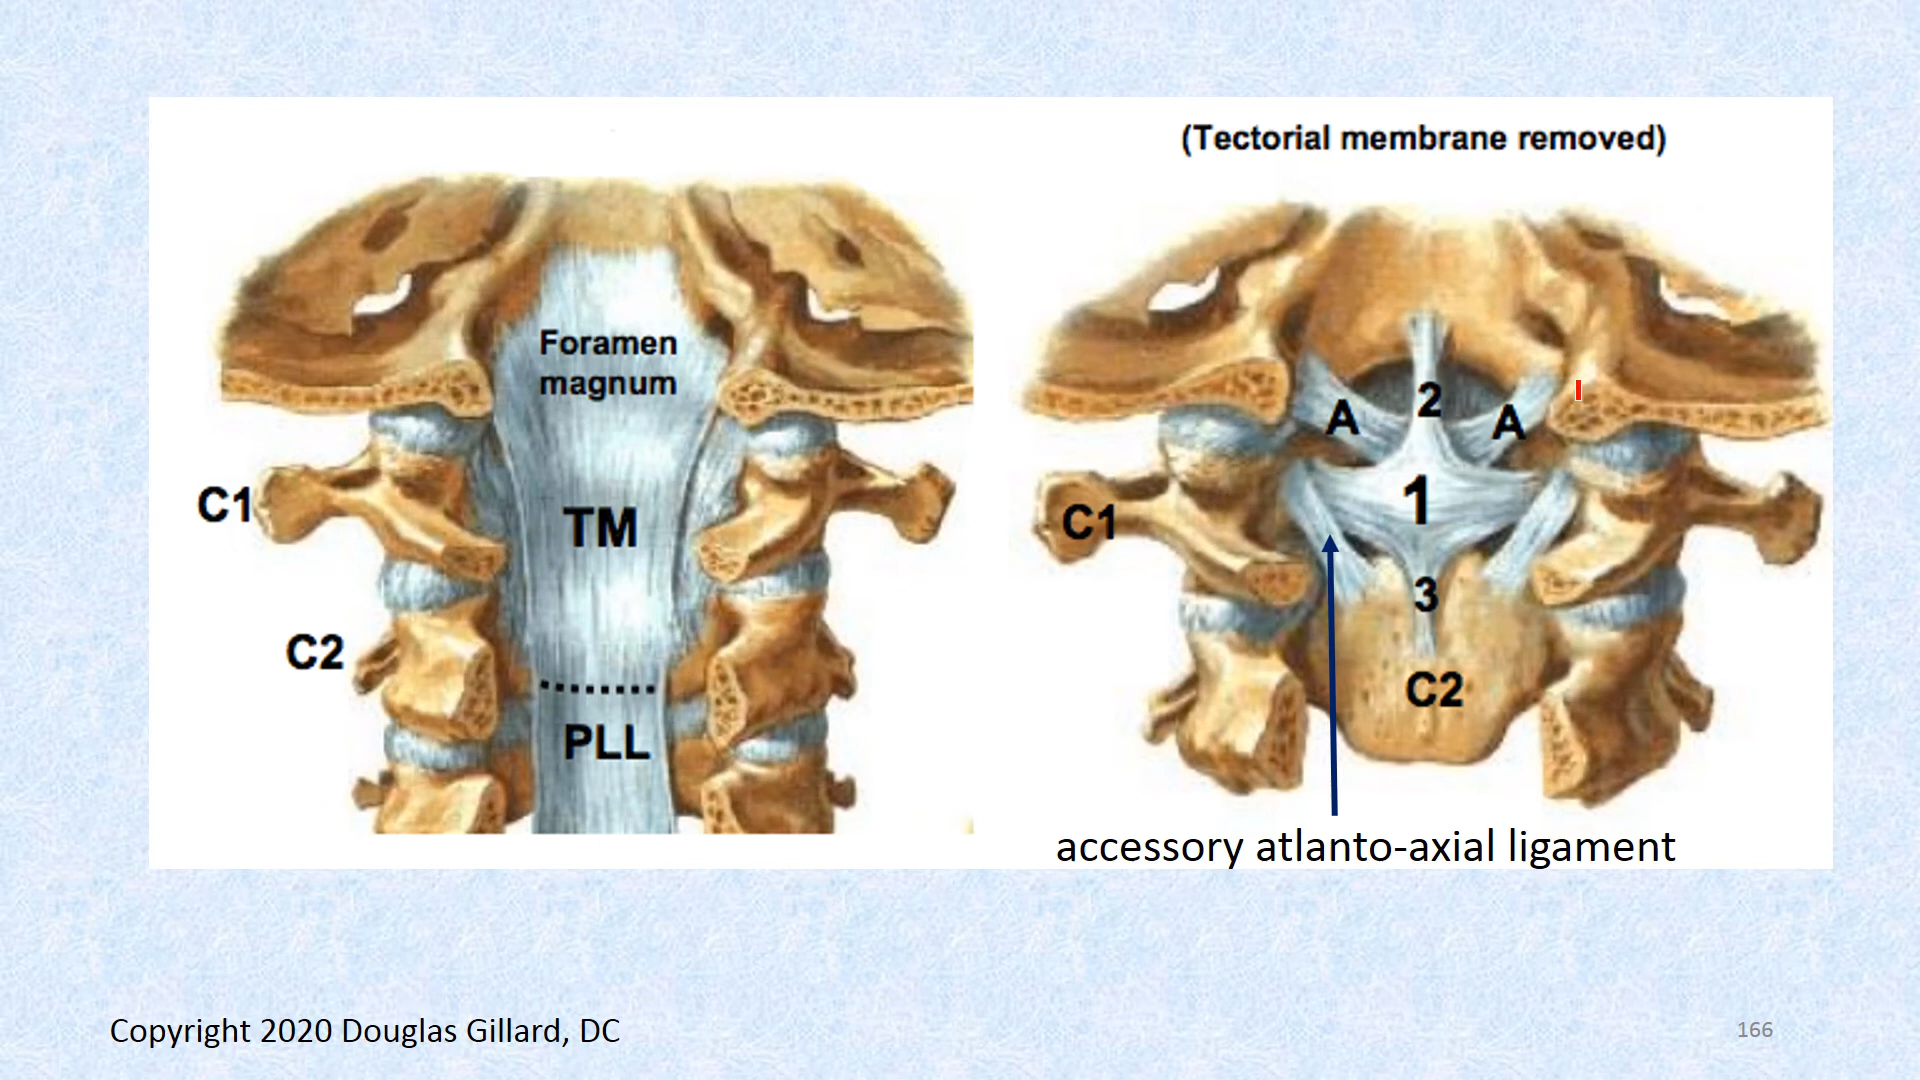 (Tectorial membrane removed)
Foramen
magnum
C1
TM
C2
PLL
2
A
A
C1
1
3
C2
accessory atlanto-axial ligament
Copyright 2020 Douglas Gillard, DC
166